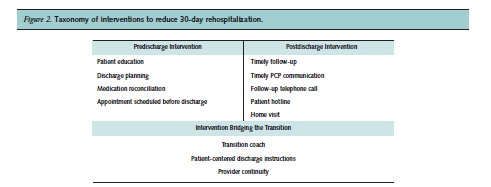 Figure 2. Taxonomy of interventions to reduce 30-day rehospitalization.
Predischarge Intervention
Patient education
Discharge planning
Medication reconciliation
Appointment scheduled before discharge
Postdischarge Intervention
Timely follow-up
Timely PCP communication
Follow-up telephone call
Patient hotline
Home visit
Intervention Bridging the Transition
Transition coach
Patient-centered discharge instructions
Provider continuity